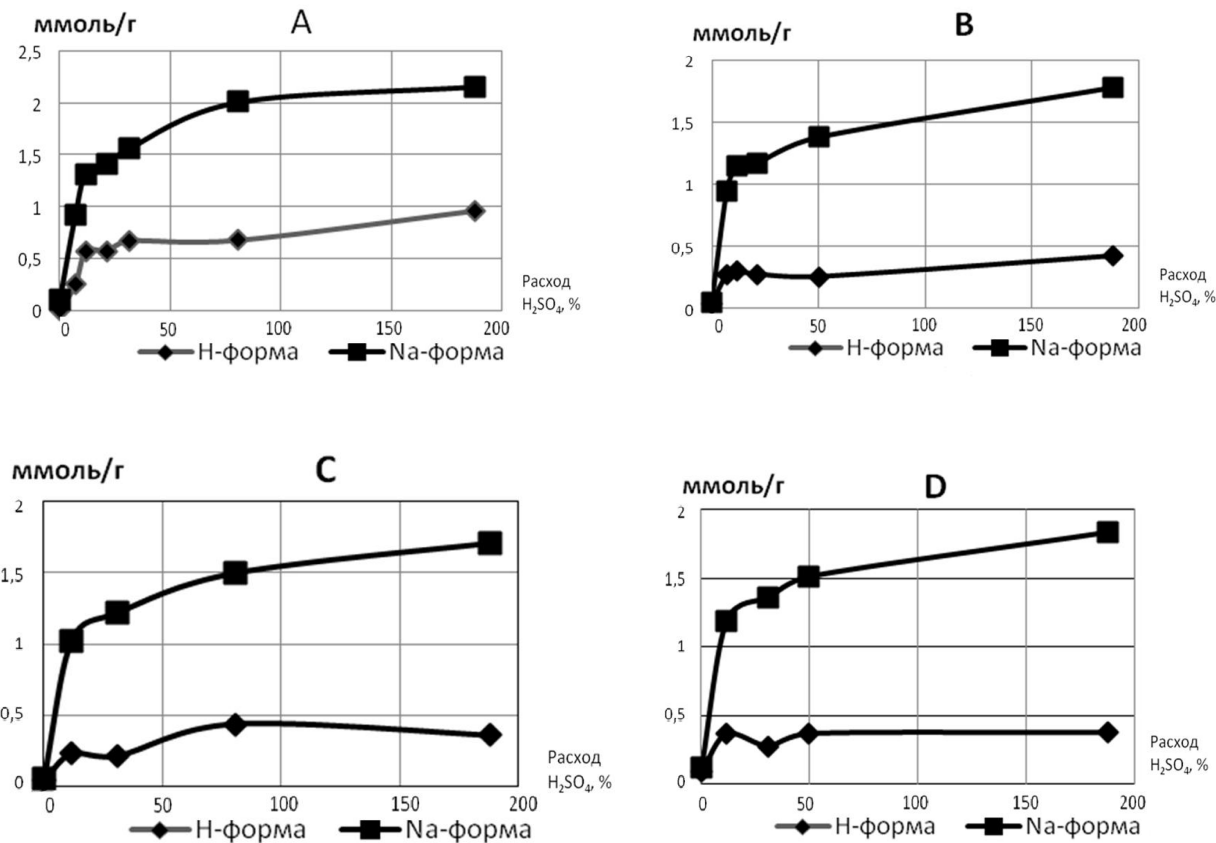 ммоль/г
А
2,5
2
1,5
1
0,5
0
0 50 100 150 200
Расход
H₂SO₄, %
Н-форма Na-форма
ммоль/г
В
2
1,5
1
0,5
0
0 50 100 150 200
Расход
H₂SO₄, %
Н-форма Na-форма
ммоль/г
С
2
1,5
1
0,5
0
0 50 100 150 200
Расход
H₂SO₄, %
Н-форма Na-форма
ммоль/г
D
2
1,5
1
0,5
0
0 50 100 150 200
Расход
H₂SO₄, %
Н-форма Na-форма